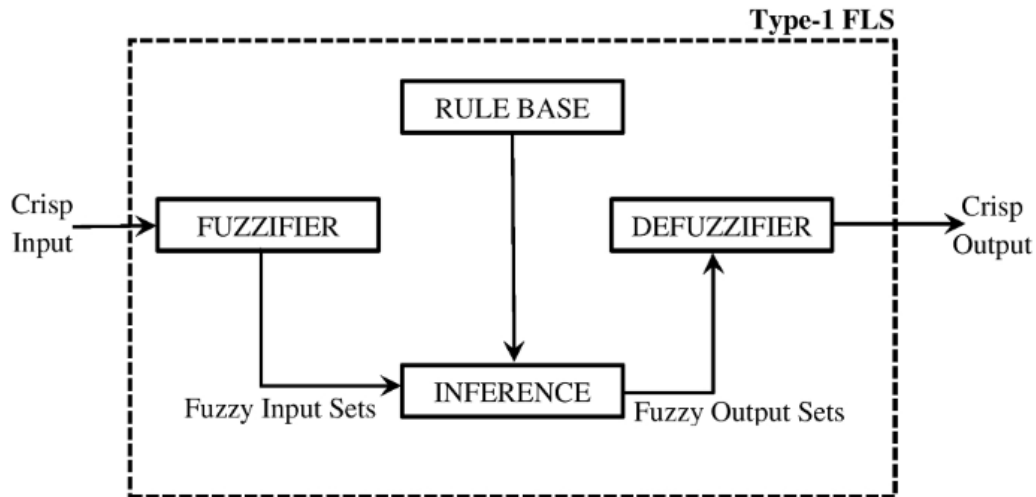 Type-1 FLS
RULE BASE
Crisp
Input
FUZZIFIER
DEFUZZIFIER
Crisp
Output
INFERENCE
Fuzzy Input Sets
Fuzzy Output Sets